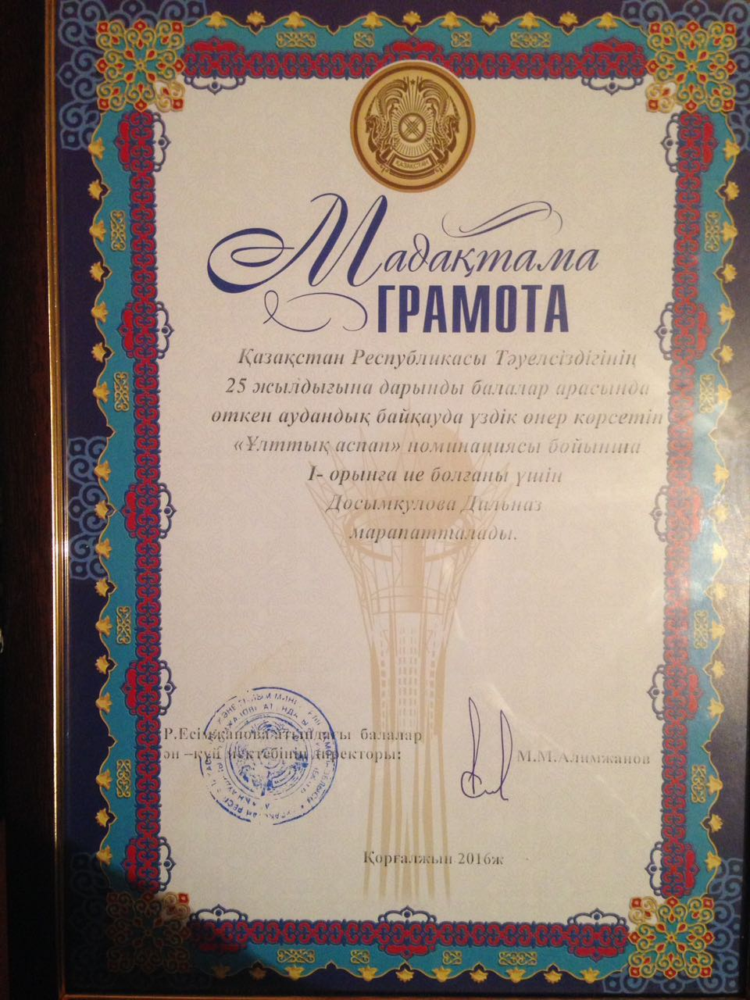 ҚАЗАҚСТАН
Мадақтама
ГРАМОТА
Қазақстан Республикасы Тәуелсіздігінің
25 жылдығына дарынды балалар арасында
өткен аудандық байқауда үздік өнер көрсетіп
«Ұлттық аспап» номинациясы бойынша
I- орынға ие болғаны үшін
Досымкулова Дильназ
марапатталады.
Р.Есімжанова атындағы балалар
ән –күй мектебінің директоры:
М.М.Алимжанов
Қорғалжын 2016ж